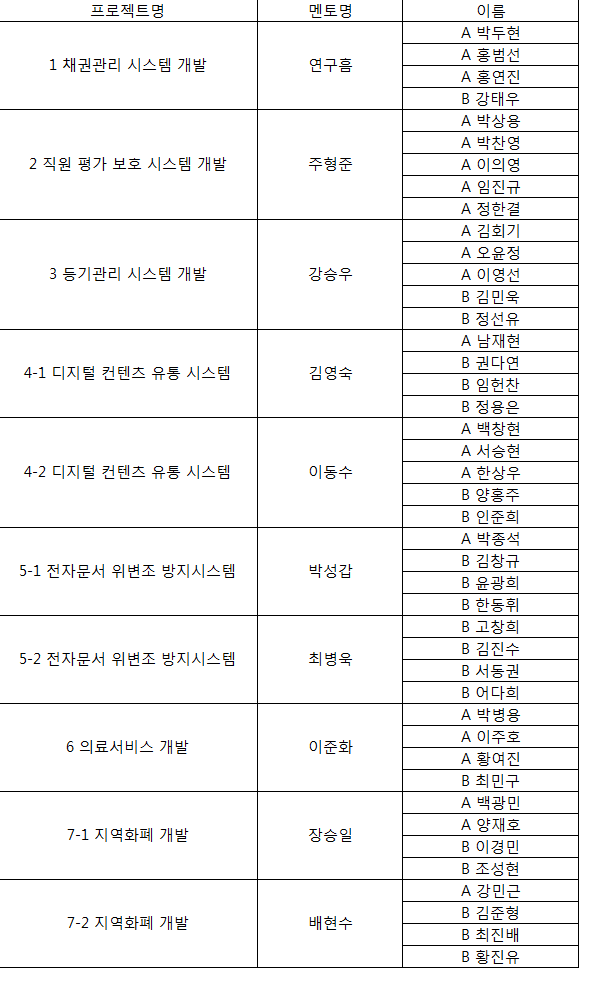 프로젝트명 멘토명 이름
1 채권관리 시스템 개발 연구흠 A 박두현
A 홍범선
A 홍연진
B 강태우
2 직원 평가 보호 시스템 개발 주형준 A 박상용
A 박찬영
A 이의영
A 임진규
A 정한결
3 등기관리 시스템 개발 강승우 A 김회기
A 오윤정
A 이영선
B 김민욱
B 정선유
4-1 디지털 컨텐츠 유통 시스템 김영숙 A 남재현
B 권다연
B 임헌찬
B 정용은
4-2 디지털 컨텐츠 유통 시스템 이동수 A 백창현
A 서승현
A 한상우
B 양홍주
B 인준희
5-1 전자문서 위변조 방지시스템 박성갑 A 박종석
B 김창규
B 윤광희
B 한동휘
5-2 전자문서 위변조 방지시스템 최병욱 B 고창희
B 김진수
B 서동권
B 어다희
6 의료서비스 개발 이준화 A 박병용
A 이주호
A 황여진
B 최민구
7-1 지역화폐 개발 장승일 A 백광민
A 양재호
B 이경민
B 조성현
7-2 지역화폐 개발 배현수 A 강민근
B 김준형
B 최진배
B 황진유